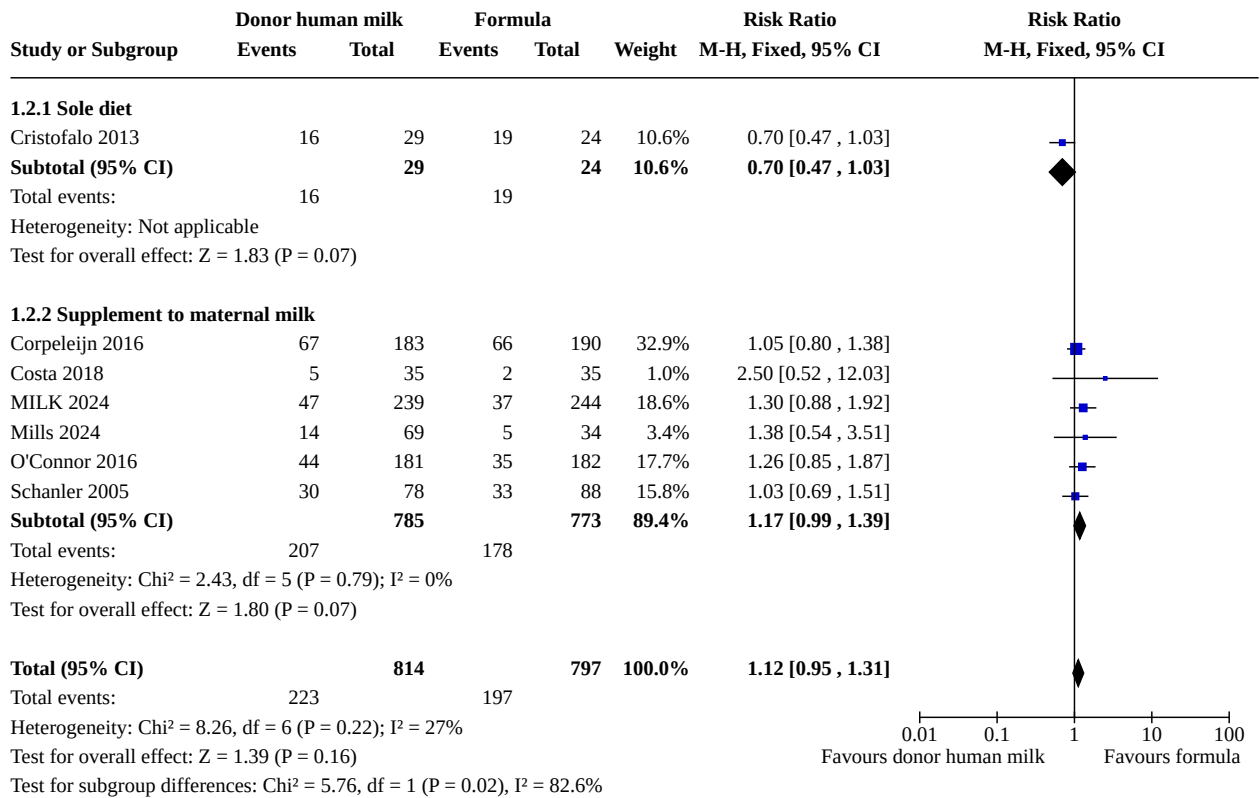 Donor human milk Formula Risk Ratio Risk Ratio
Study or Subgroup Events Total Events Total Weight M-H, Fixed, 95% CI M-H, Fixed, 95% CI
1.2.1 Sole diet
Cristofalo 2013 16 29 19 24 10.6% 0.70 [0.47 , 1.03]
Subtotal (95% CI) 29 24 10.6% 0.70 [0.47 , 1.03]
Total events: 16 19
Heterogeneity: Not applicable
Test for overall effect: Z = 1.83 (P = 0.07)
1.2.2 Supplement to maternal milk
Corpeleijn 2016 67 183 66 190 32.9% 1.05 [0.80 , 1.38]
Costa 2018 5 35 2 35 1.0% 2.50 [0.52 , 12.03]
MILK 2024 47 239 37 244 18.6% 1.30 [0.88 , 1.92]
Mills 2024 14 69 5 34 3.4% 1.38 [0.54 , 3.51]
O'Connor 2016 44 181 35 182 17.7% 1.26 [0.85 , 1.87]
Schanler 2005 30 78 33 88 15.8% 1.03 [0.69 , 1.51]
Subtotal (95% CI) 785 773 89.4% 1.17 [0.99 , 1.39]
Total events: 207 178
Heterogeneity: Chi² = 2.43, df = 5 (P = 0.79); I² = 0%
Test for overall effect: Z = 1.80 (P = 0.07)
Total (95% CI) 814 797 100.0% 1.12 [0.95 , 1.31]
Total events: 223 197
Heterogeneity: Chi² = 8.26, df = 6 (P = 0.22); I² = 27%
Test for overall effect: Z = 1.39 (P = 0.16)
Test for subgroup differences: Chi² = 5.76, df = 1 (P = 0.02), I² = 82.6%
0.01 0.1 1 10 100
Favours donor human milk Favours formula